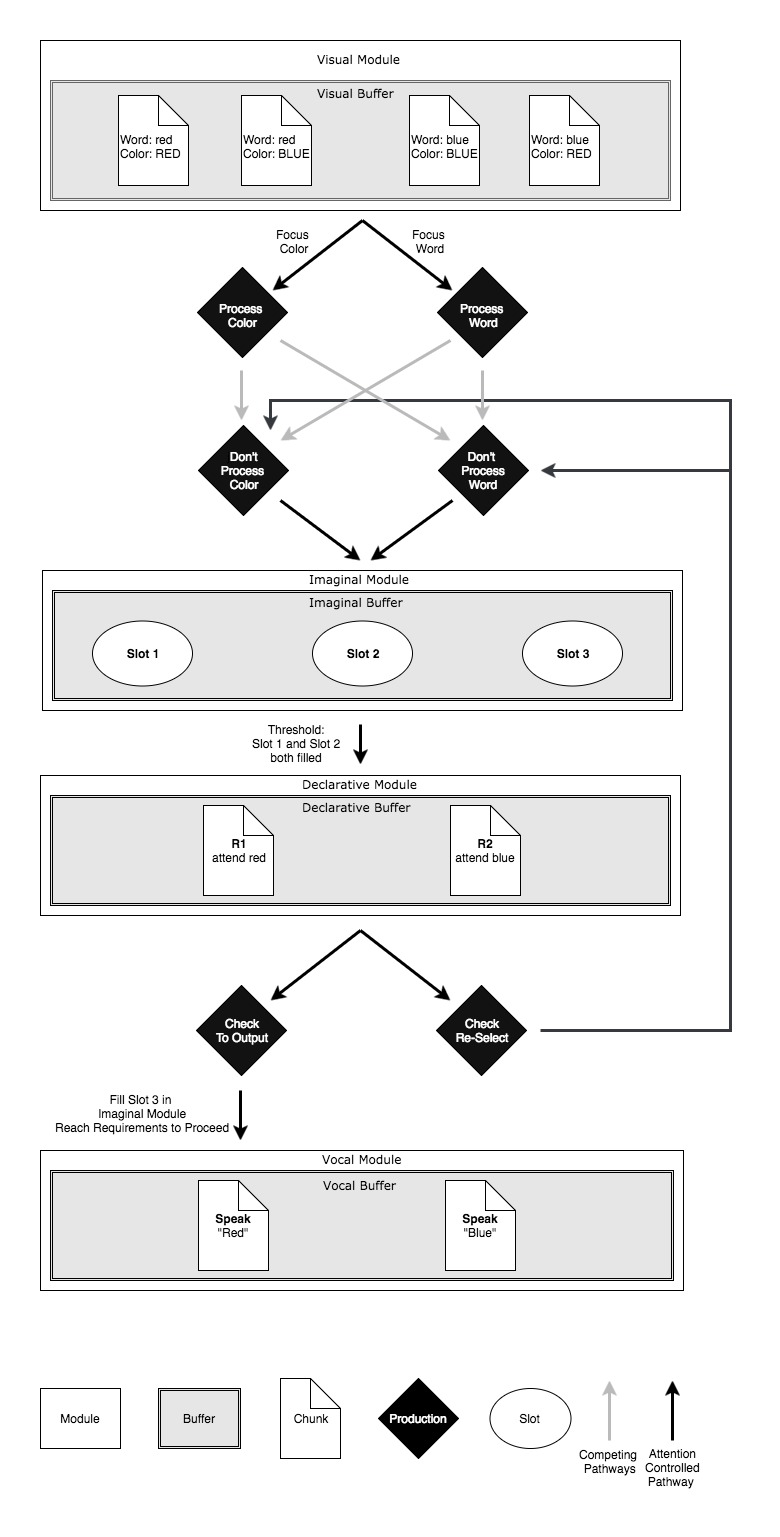 Visual Module
Visual Buffer
Word: red
Color: RED
Word: red
Color: BLUE
Word: blue
Color: BLUE
Word: blue
Color: RED
Focus
Color
Focus
Word
Process
Color
Process
Word
Don't
Process
Color
Don't
Process
Word
Imaginal Module
Imaginal Buffer
Slot 1
Slot 2
Slot 3
Threshold:
Slot 1 and Slot 2
both filled
Declarative Module
Declarative Buffer
R1
attend red
R2
attend blue
Check
To Output
Check
Re-Select
Fill Slot 3 in
Imaginal Module
Reach Requirements to Proceed
Vocal Module
Vocal Buffer
Speak
"Red"
Speak
"Blue"
Module
Buffer
Chunk
Production
Slot
Competing
Pathways
Attention
Controlled
Pathway